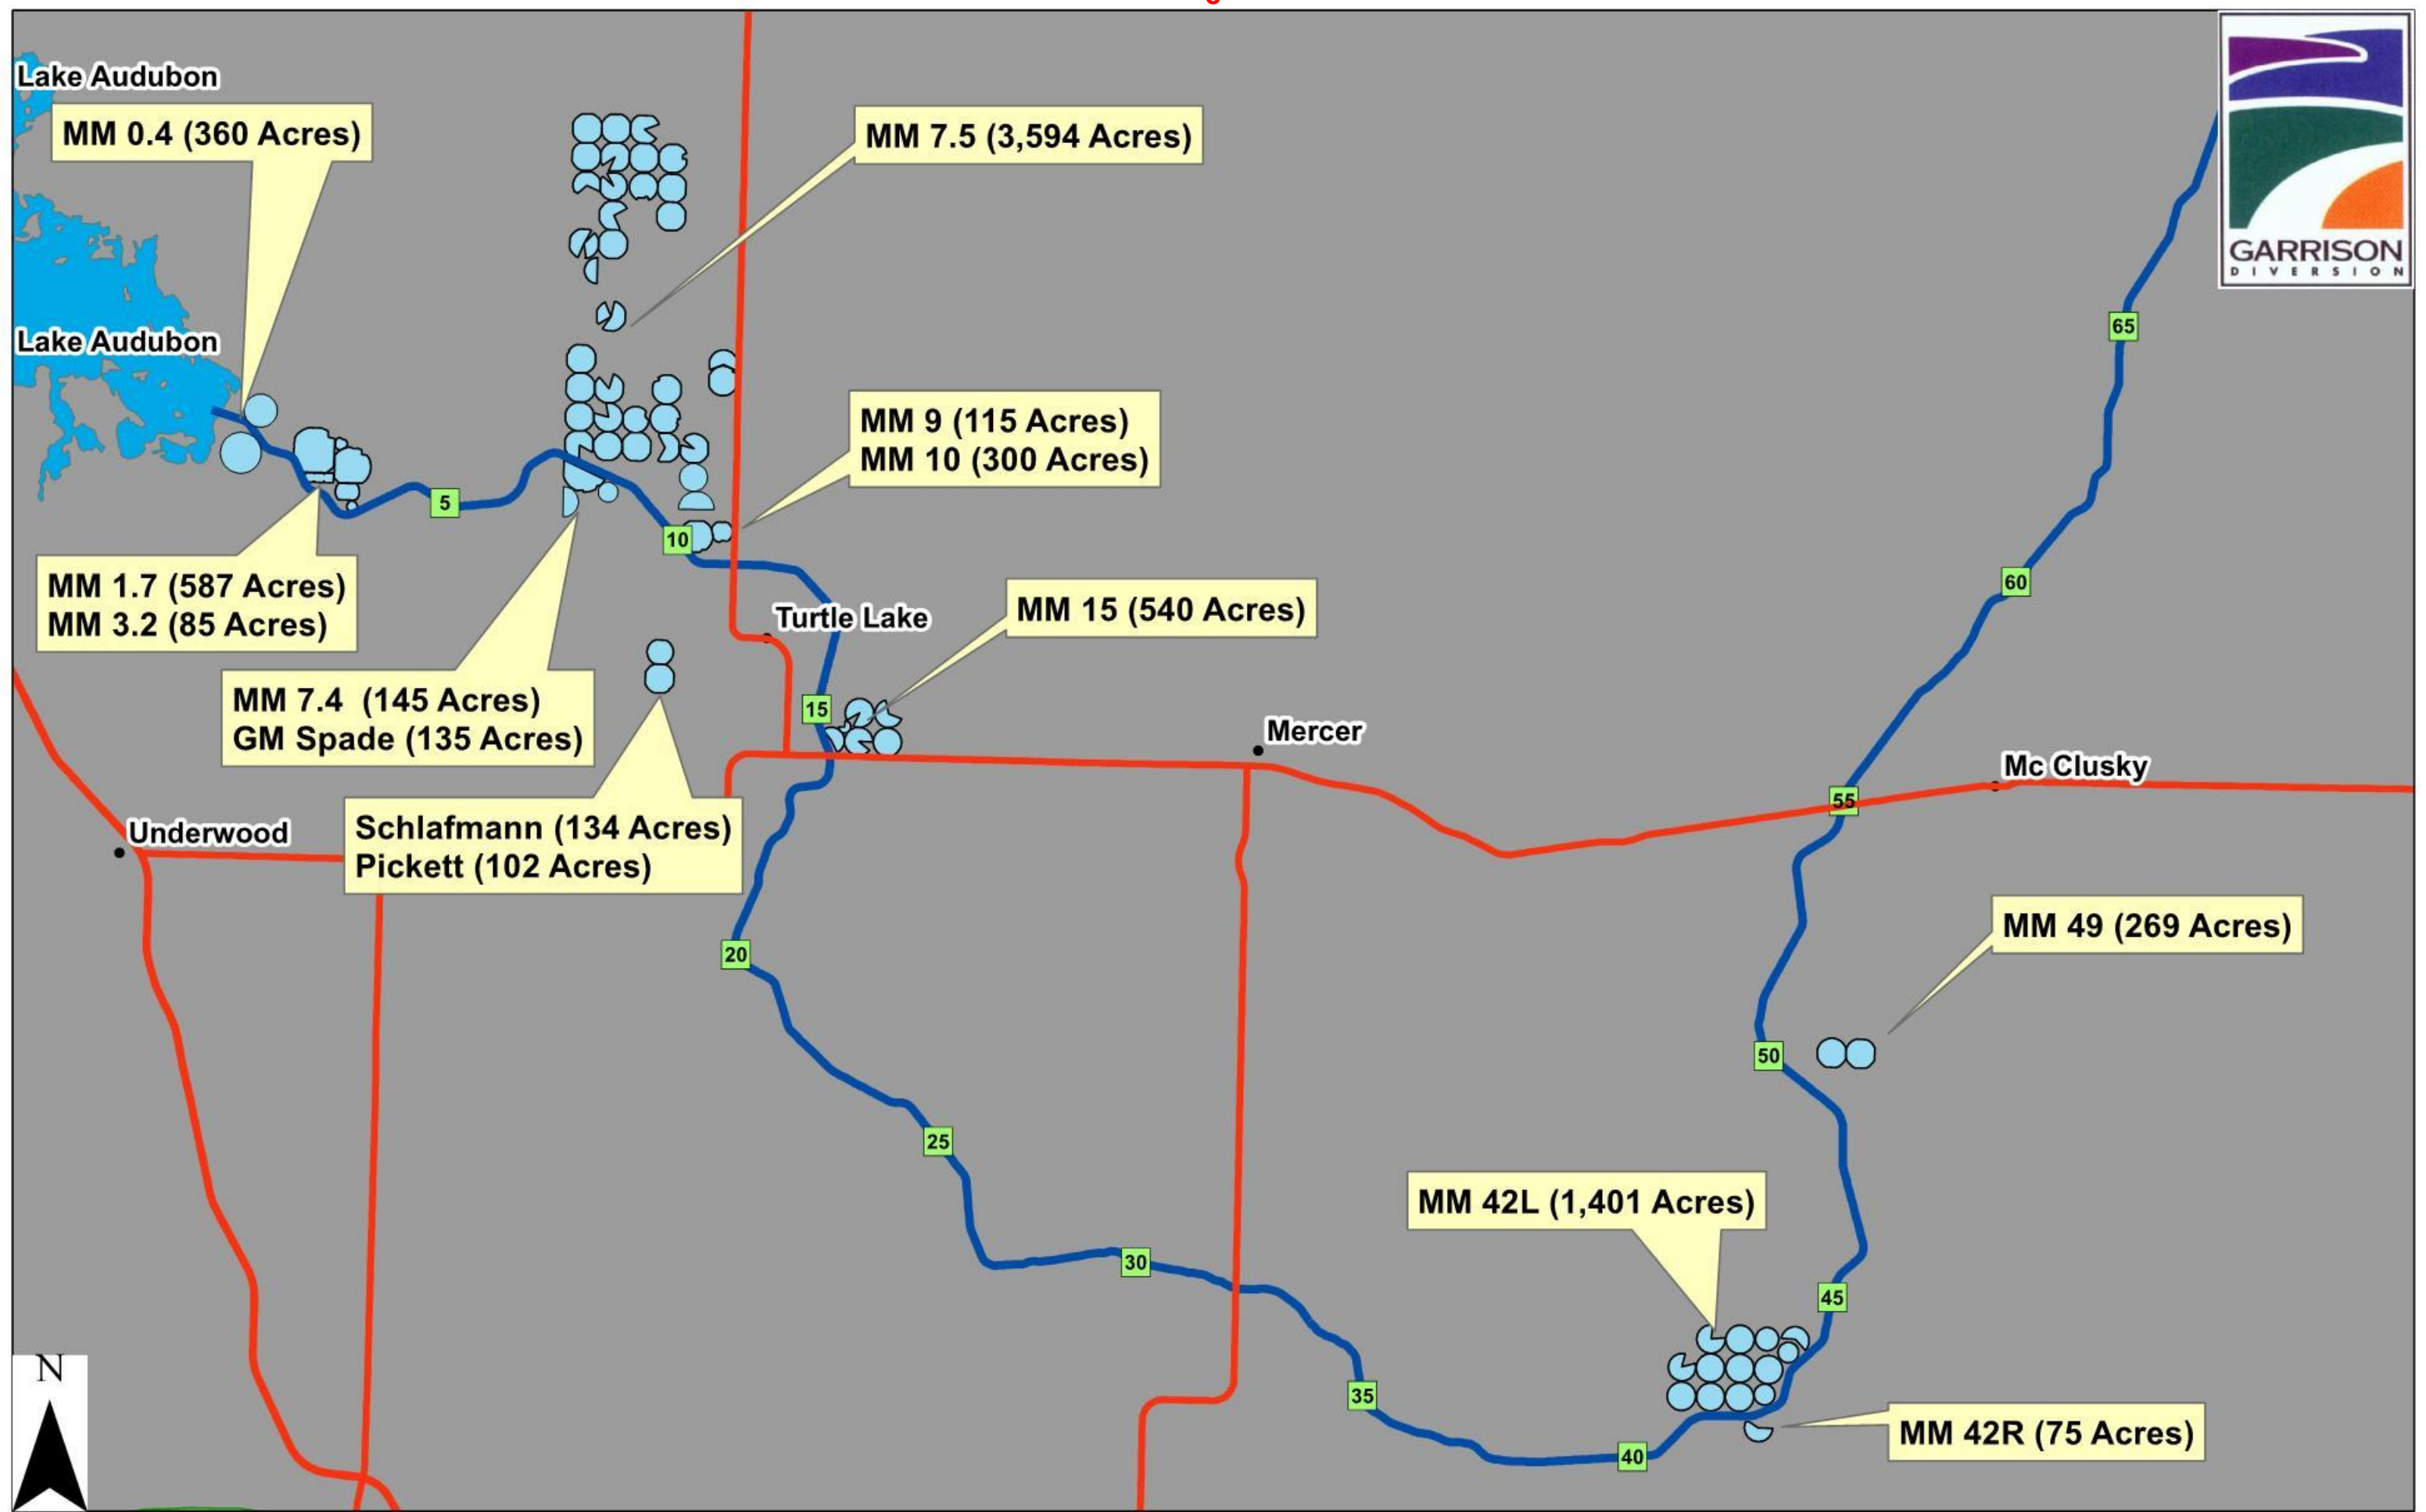 Lake Audubon
MM 0.4 (360 Acres)
MM 7.5 (3,594 Acres)
GARRISON
DIVERSION
65
Lake Audubon
MM 9 (115 Acres)
MM 10 (300 Acres)
5
10
60
MM 1.7 (587 Acres)
MM 3.2 (85 Acres)
Turtle Lake
MM 15 (540 Acres)
MM 7.4 (145 Acres)
GM Spade (135 Acres)
15
Mercer
Mc Clusky
55
Underwood
Schlafmann (134 Acres)
Pickett (102 Acres)
20
MM 49 (269 Acres)
50
25
MM 42L (1,401 Acres)
30
45
N
35
MM 42R (75 Acres)
40